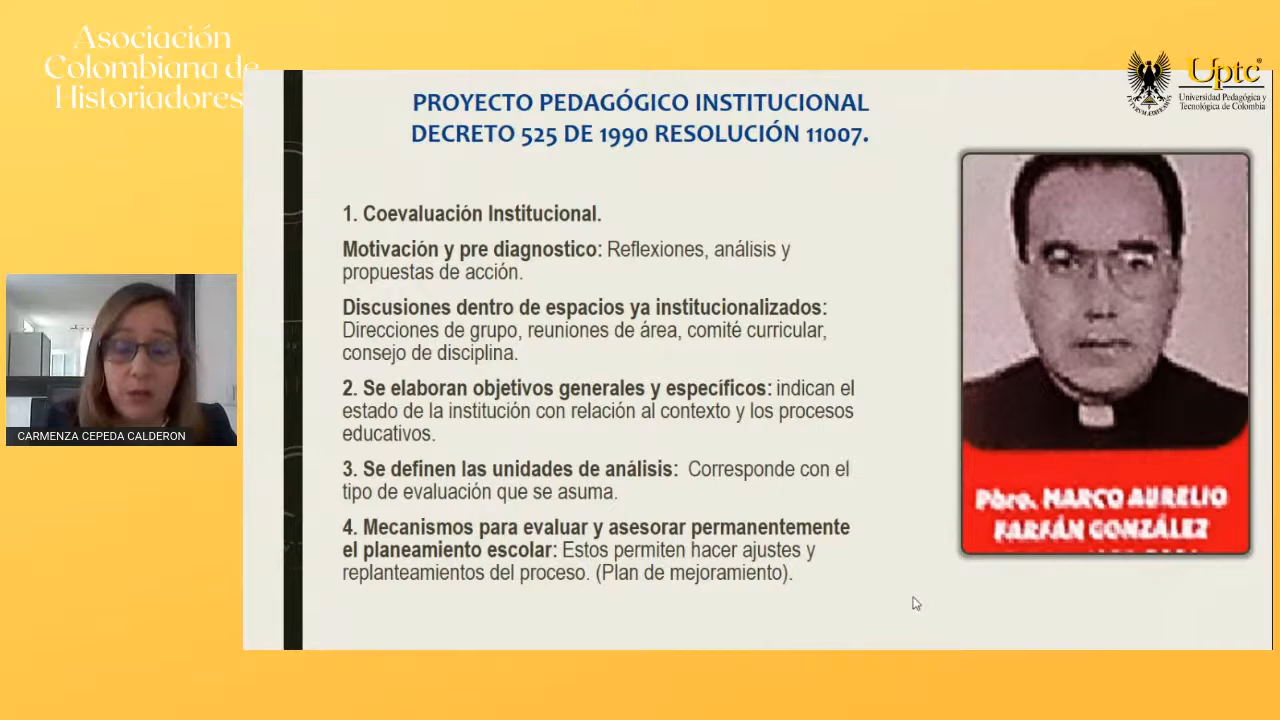 Asociación
Colombiana de
Historiadores
Uptc
Universidad Pedagógica y
Tecnológica de Colombia
PROYECTO PEDAGÓGICO INSTITUCIONAL
DECRETO 525 DE 1990 RESOLUCIÓN 11007.
1. Coevaluación Institucional.
Motivación y pre diagnostico: Reflexiones, análisis y
propuestas de acción.
Discusiones dentro de espacios ya institucionalizados:
Direcciones de grupo, reuniones de área, comité curricular,
consejo de disciplina.
2. Se elaboran objetivos generales y específicos: indican el
estado de la institución con relación al contexto y los procesos
educativos.
3. Se definen las unidades de análisis: Corresponde con el
tipo de evaluación que se asuma.
4. Mecanismos para evaluar y asesorar permanentemente
el planeamiento escolar: Estos permiten hacer ajustes y
replanteamientos del proceso. (Plan de mejoramiento).
Pbro. MARCO AURELIO
FARFÁN GONZÁLEZ
CARMENZA CEPEDA CALDERON